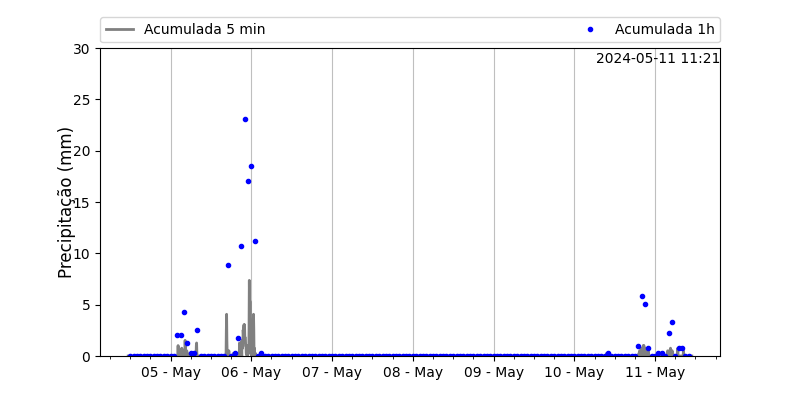 Acumulada 5 min
Acumulada 1h
2024-05-11 11:21
Precipitação (mm)
30
25
20
15
10
5
0
05 - May
06 - May
07 - May
08 - May
09 - May
10 - May
11 - May